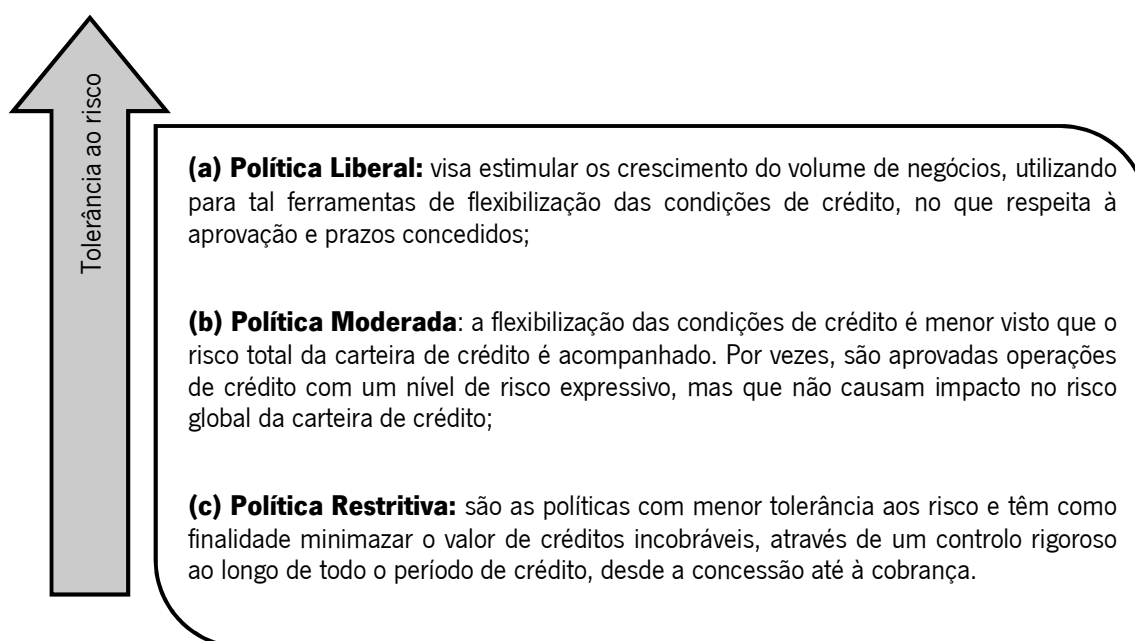 Tolerância ao risco
(a) Política Liberal: visa estimular os crescimento do volume de negócios, utilizando
para tal ferramentas de flexibilização das condições de crédito, no que respeita à
aprovação e prazos concedidos;
(b) Política Moderada: a flexibilização das condições de crédito é menor visto que o
risco total da carteira de crédito é acompanhado. Por vezes, são aprovadas operações
de crédito com um nível de risco expressivo, mas que não causam impacto no risco
global da carteira de crédito;
(c) Política Restritiva: são as políticas com menor tolerância aos risco e têm como
finalidade minimazar o valor de créditos incobráveis, através de um controlo rigoroso
ao longo de todo o período de crédito, desde a concessão até à cobrança.